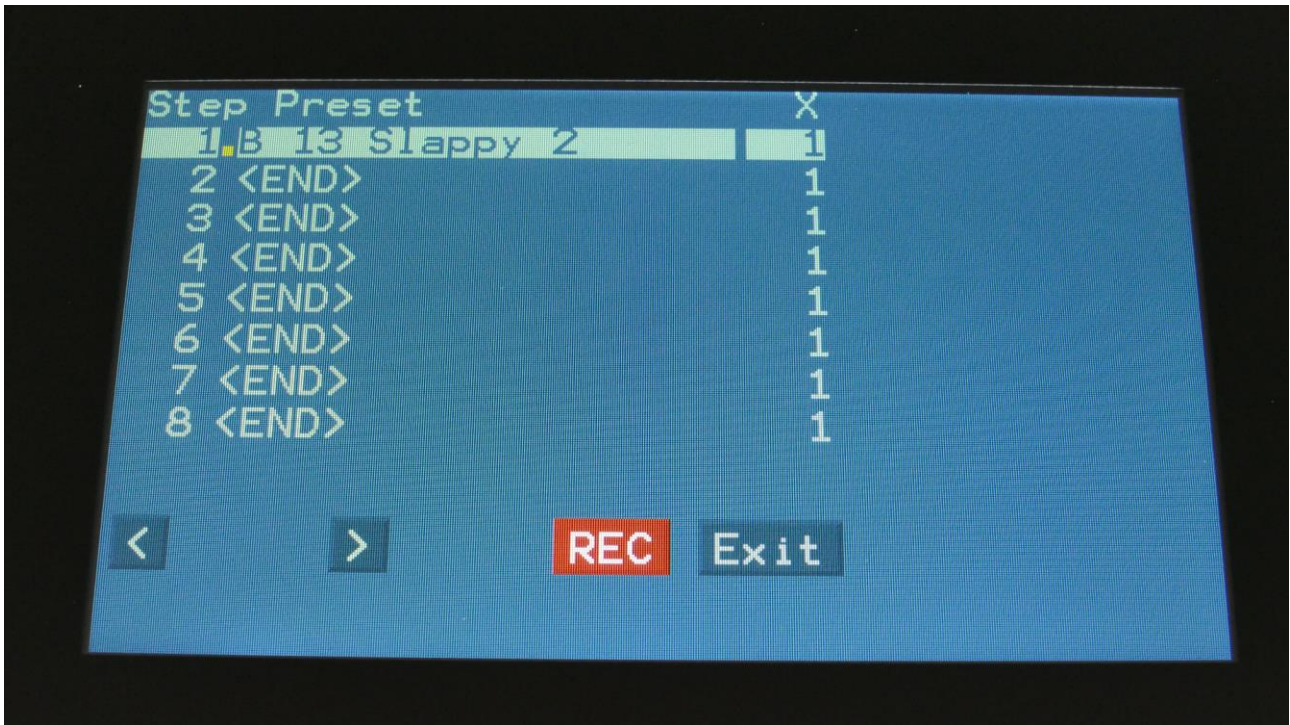 Step Preset X
1 B 13 Slappy 2 1
2 <END> 1
3 <END> 1
4 <END> 1
5 <END> 1
6 <END> 1
7 <END> 1
8 <END> 1
< > REC Exit